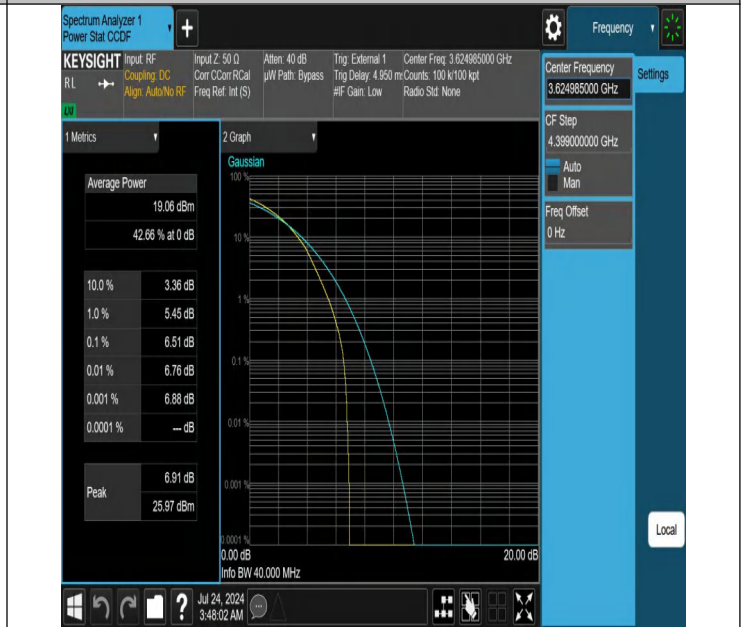 Spectrum Analyzer 1
Power Stat CCDF
+
Frequency
KEYSIGHT
RL
LXI
Input: RF
Coupling: DC
Align: Auto/No RF
Input Z: 50 Ω
Corr CCorr RCal
Freq Ref: Int (S)
Atten: 40 dB
µW Path: Bypass
Trig: External 1
Trig Delay: 4.950 ms
#IF Gain: Low
Center Freq: 3.624985000 GHz
Counts: 100 k/100 kpt
Radio Std: None
Center Frequency
3.624985000 GHz
Settings
CF Step
4.399000000 GHz
Auto
Man
Freq Offset
0 Hz
1 Metrics
Average Power
19.06 dBm
42.66 % at 0 dB
10.0 % 3.36 dB
1.0 % 5.45 dB
0.1 % 6.51 dB
0.01 % 6.76 dB
0.001 % 6.88 dB
0.0001 % --- dB
Peak
6.91 dB
25.97 dBm
2 Graph
Gaussian
100 %
10 %
1 %
0.1 %
0.01 %
0.001 %
0.0001 %
0.00 dB 20.00 dB
Info BW 40.000 MHz
Local
?
Jul 24, 2024
3:48:02 AM